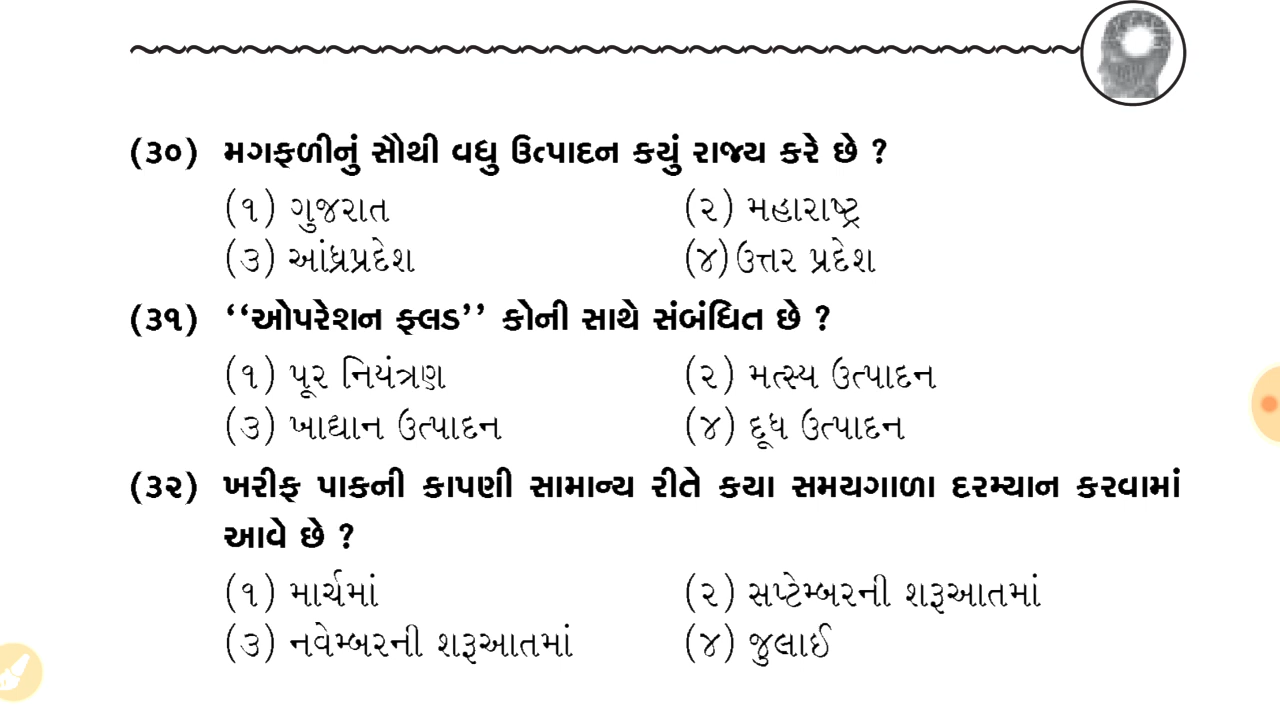 (૩૦) મગફળીનું સૌથી વધુ ઉત્પાદન કયું રાજ્ય કરે છે ?
(૧) ગુજરાત (૨) મહારાષ્ટ્ર
(૩) આંધ્રપ્રદેશ (૪) ઉત્તર પ્રદેશ
(૩૧) ‘‘ઓપરેશન ફ્લડ’’ કોની સાથે સંબંધિત છે ?
(૧) પૂર નિયંત્રણ (૨) મત્સ્ય ઉત્પાદન
(૩) ખાદ્યાન ઉત્પાદન (૪) દૂધ ઉત્પાદન
(૩૨) ખરીફ પાકની કાપણી સામાન્ય રીતે કયા સમયગાળા દરમ્યાન કરવામાં
આવે છે ?
(૧) માર્ચમાં (૨) સપ્ટેમ્બરની શરૂઆતમાં
(૩) નવેમ્બરની શરૂઆતમાં (૪) જુલાઈ